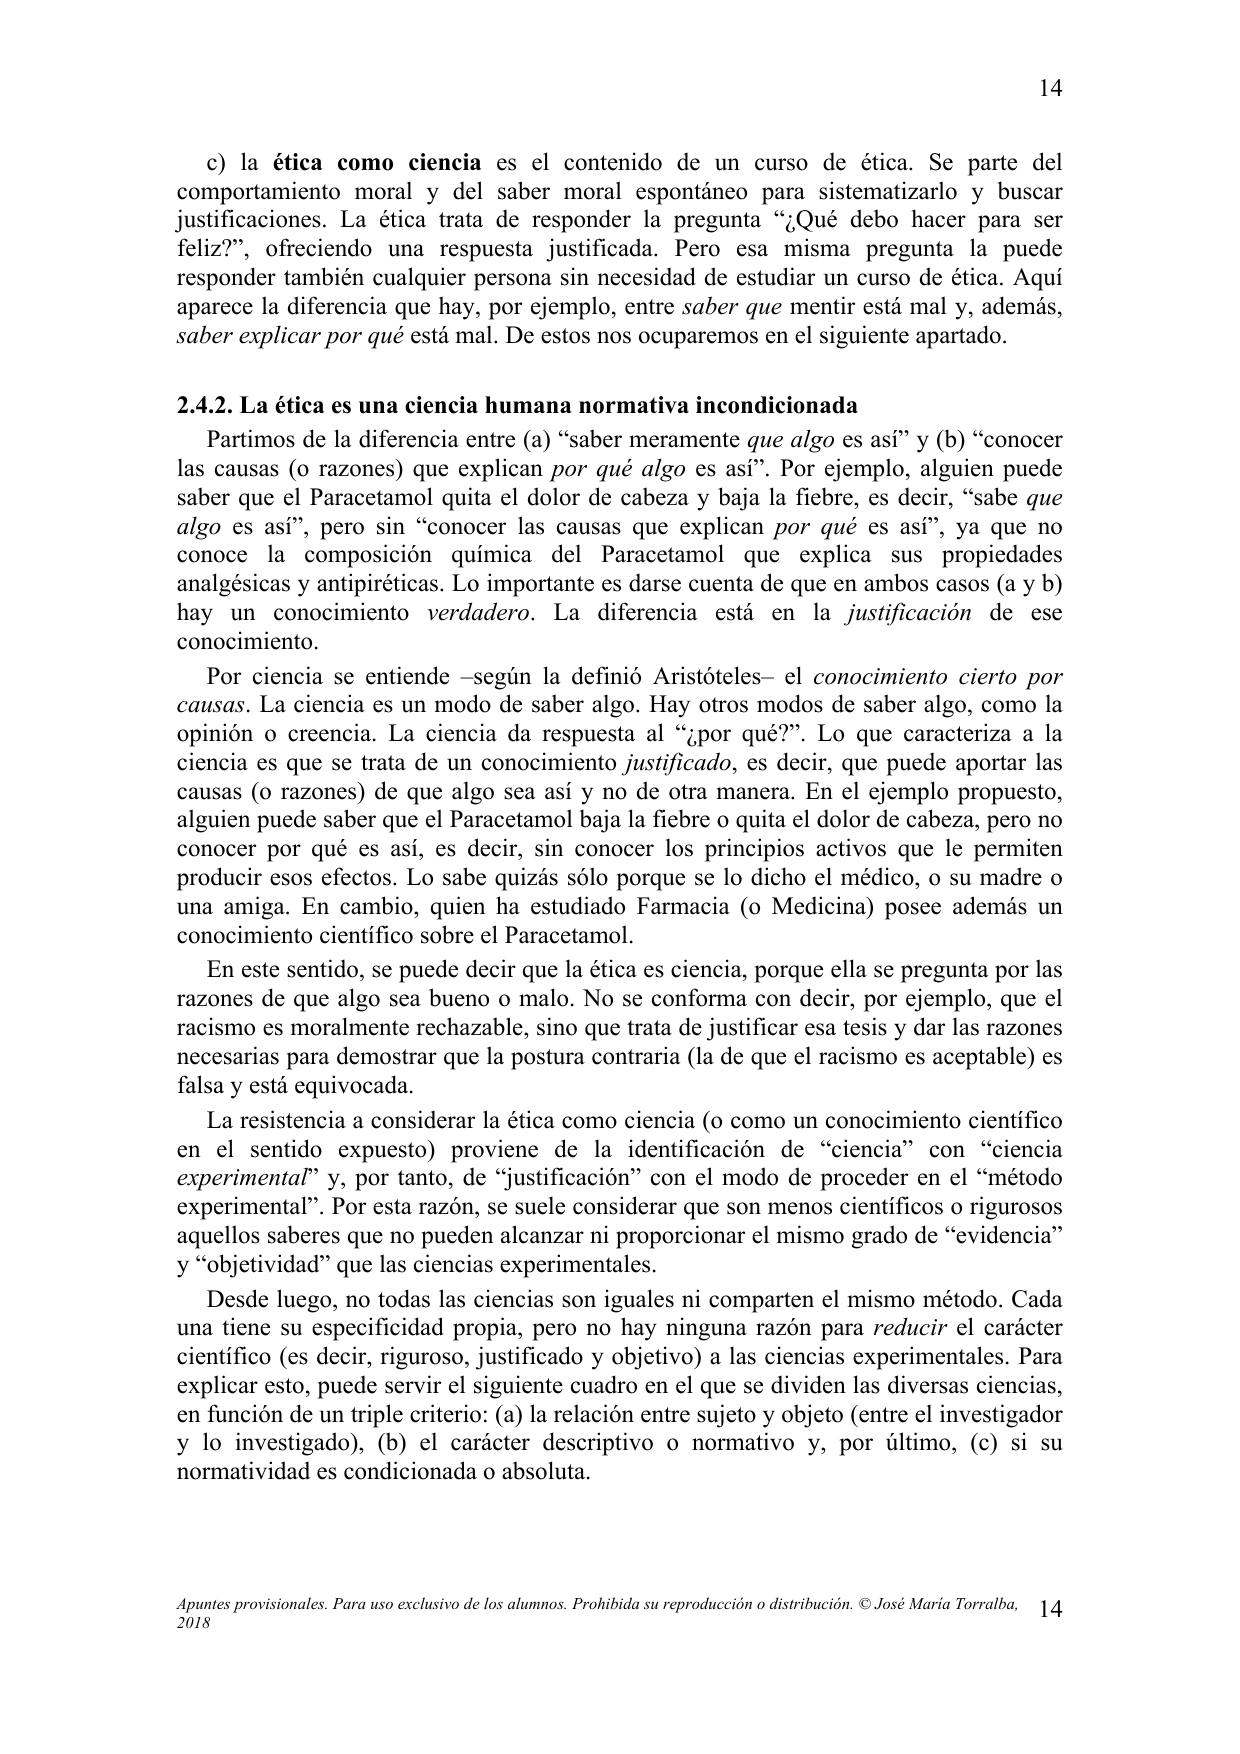 14
c) la ética como ciencia es el contenido de un curso de ética. Se parte del
comportamiento moral y del saber moral espontáneo para sistematizarlo y buscar
justificaciones. La ética trata de responder la pregunta “¿Qué debo hacer para ser
feliz?”, ofreciendo una respuesta justificada. Pero esa misma pregunta la puede
responder también cualquier persona sin necesidad de estudiar un curso de ética. Aquí
aparece la diferencia que hay, por ejemplo, entre saber que mentir está mal y, además,
saber explicar por qué está mal. De estos nos ocuparemos en el siguiente apartado.
2.4.2. La ética es una ciencia humana normativa incondicionada
Partimos de la diferencia entre (a) “saber meramente que algo es así” y (b) “conocer
las causas (o razones) que explican por qué algo es así”. Por ejemplo, alguien puede
saber que el Paracetamol quita el dolor de cabeza y baja la fiebre, es decir, “sabe que
algo es así”, pero sin “conocer las causas que explican por qué es así”, ya que no
conoce la composición química del Paracetamol que explica sus propiedades
analgésicas y antipiréticas. Lo importante es darse cuenta de que en ambos casos (a y b)
hay un conocimiento verdadero. La diferencia está en la justificación de ese
conocimiento.
Por ciencia se entiende –según la definió Aristóteles– el conocimiento cierto por
causas. La ciencia es un modo de saber algo. Hay otros modos de saber algo, como la
opinión o creencia. La ciencia da respuesta al “¿por qué?”. Lo que caracteriza a la
ciencia es que se trata de un conocimiento justificado, es decir, que puede aportar las
causas (o razones) de que algo sea así y no de otra manera. En el ejemplo propuesto,
alguien puede saber que el Paracetamol baja la fiebre o quita el dolor de cabeza, pero no
conocer por qué es así, es decir, sin conocer los principios activos que le permiten
producir esos efectos. Lo sabe quizás sólo porque se lo dicho el médico, o su madre o
una amiga. En cambio, quien ha estudiado Farmacia (o Medicina) posee además un
conocimiento científico sobre el Paracetamol.
En este sentido, se puede decir que la ética es ciencia, porque ella se pregunta por las
razones de que algo sea bueno o malo. No se conforma con decir, por ejemplo, que el
racismo es moralmente rechazable, sino que trata de justificar esa tesis y dar las razones
necesarias para demostrar que la postura contraria (la de que el racismo es aceptable) es
falsa y está equivocada.
La resistencia a considerar la ética como ciencia (o como un conocimiento científico
en el sentido expuesto) proviene de la identificación de “ciencia” con “ciencia
experimental” y, por tanto, de “justificación” con el modo de proceder en el “método
experimental”. Por esta razón, se suele considerar que son menos científicos o rigurosos
aquellos saberes que no pueden alcanzar ni proporcionar el mismo grado de “evidencia”
y “objetividad” que las ciencias experimentales.
Desde luego, no todas las ciencias son iguales ni comparten el mismo método. Cada
una tiene su especificidad propia, pero no hay ninguna razón para reducir el carácter
científico (es decir, riguroso, justificado y objetivo) a las ciencias experimentales. Para
explicar esto, puede servir el siguiente cuadro en el que se dividen las diversas ciencias,
en función de un triple criterio: (a) la relación entre sujeto y objeto (entre el investigador
y lo investigado), (b) el carácter descriptivo o normativo y, por último, (c) si su
normatividad es condicionada o absoluta.
Apuntes provisionales. Para uso exclusivo de los alumnos. Prohibida su reproducción o distribución. © José María Torralba, 14
2018